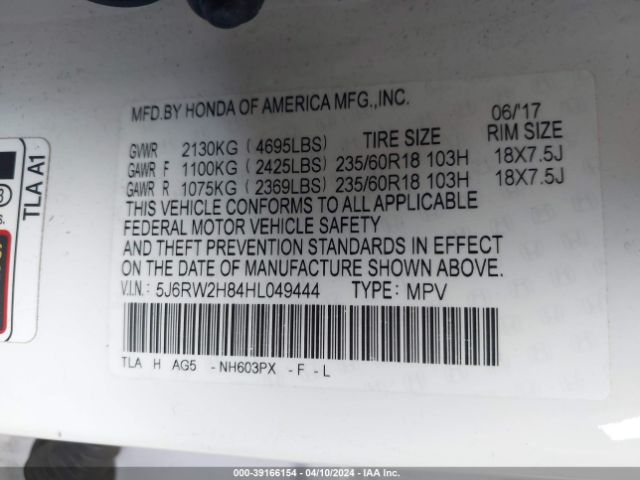 MFD.BY HONDA OF AMERICA MFG.,INC.
06/'17
GVWR 2130KG (4695LBS) TIRE SIZE RIM SIZE
GAWR F 1100KG (2425LBS) 235/60R18 103H 18X7.5J
GAWR R 1075KG (2369LBS) 235/60R18 103H 18X7.5J
THIS VEHICLE CONFORMS TO ALL APPLICABLE
FEDERAL MOTOR VEHICLE SAFETY
AND THEFT PREVENTION STANDARDS IN EFFECT
ON THE DATE OF MANUFACTURE SHOWN ABOVE.
V.I.N.: 5J6RW2H84HL049444 TYPE: MPV
TLA H AG5 -NH603PX -F -L
TLA A1
000-39166154 - 04/10/2024 - IAAI, Inc.